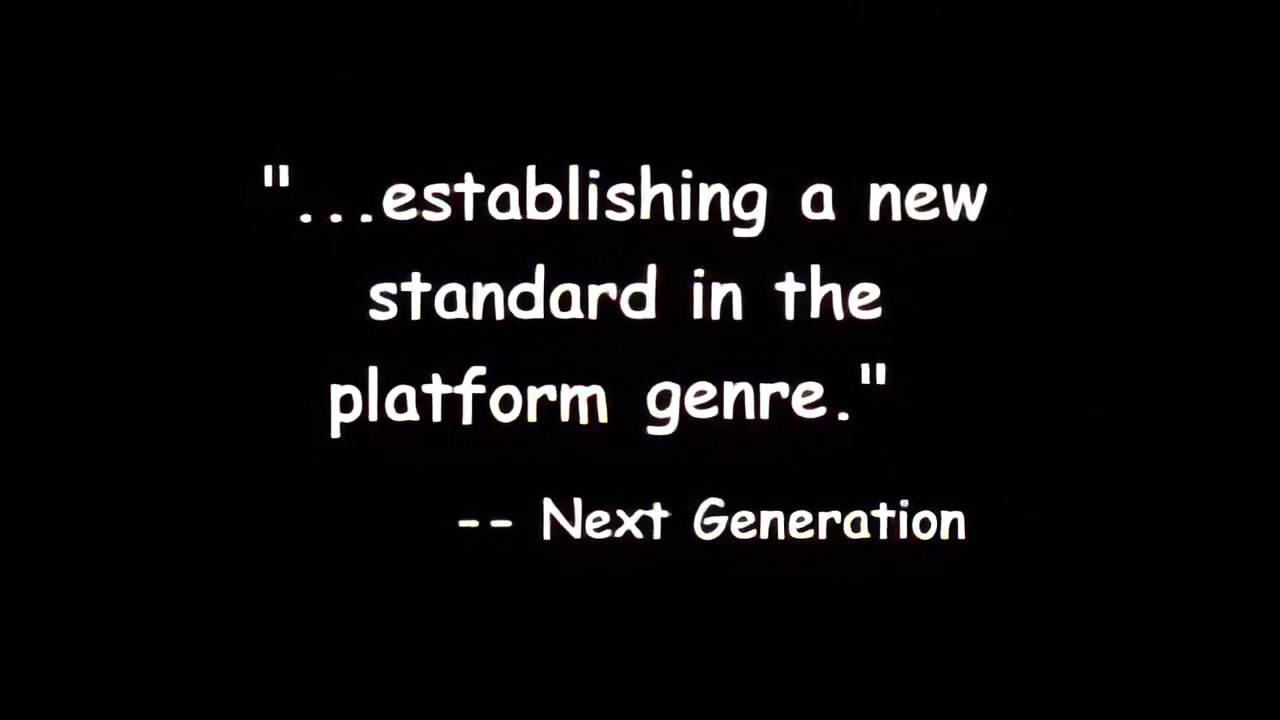 "...establishing a new
standard in the
platform genre."
-- Next Generation